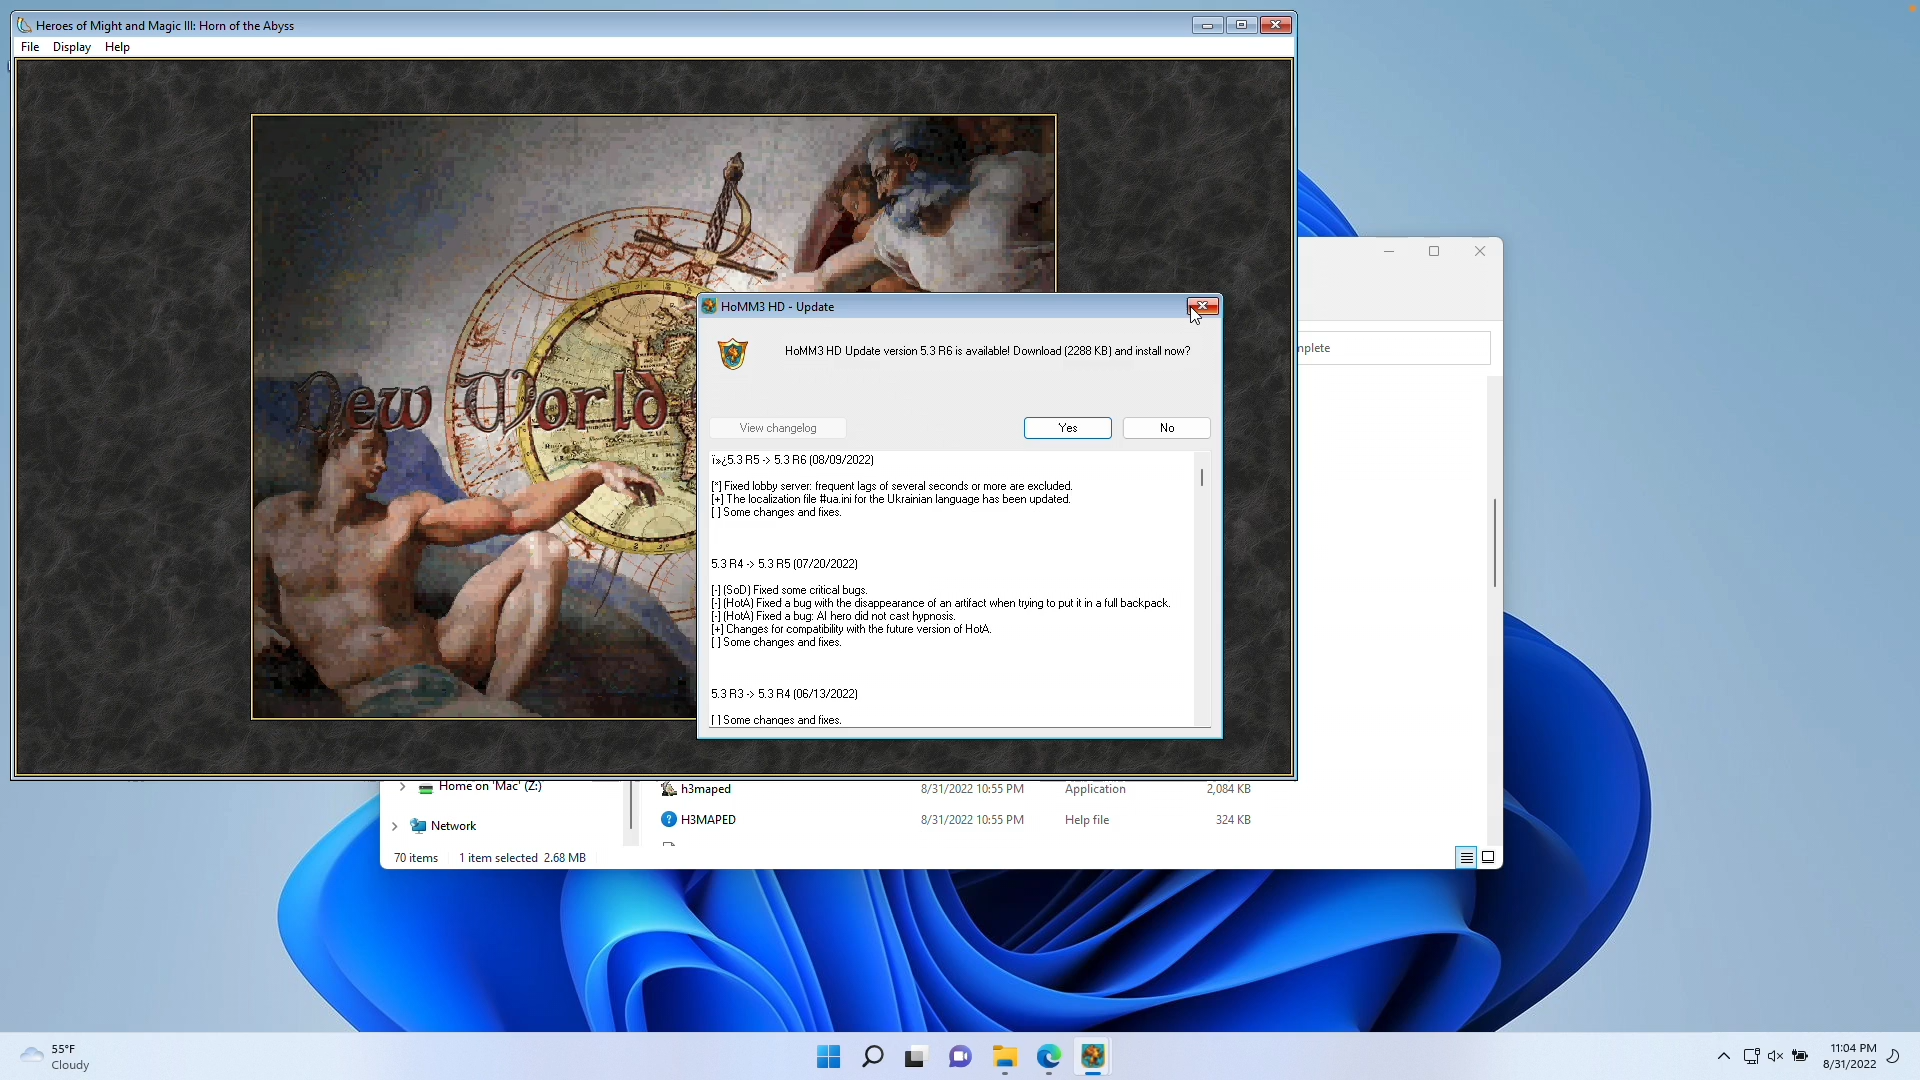 Heroes of Might and Magic III: Horn of the Abyss
File Display Help
New World
HoMM3 HD - Update
HoMM3 HD Update version 5.3 R6 is available! Download (2288 KB) and install now?
View changelog
Yes
No
ï»¿5.3 R5 -> 5.3 R6 (08/09/2022)
[*] Fixed lobby server: frequent lags of several seconds or more are excluded.
[+] The localization file #ua.ini for the Ukrainian language has been updated.
[ ] Some changes and fixes.
5.3 R4 -> 5.3 R5 (07/20/2022)
[-] (SoD) Fixed some critical bugs.
[-] (HotA) Fixed a bug with the disappearance of an artifact when trying to put it in a full backpack.
[-] (HotA) Fixed a bug: AI hero did not cast hypnosis.
[+] Changes for compatibility with the future version of HotA.
[ ] Some changes and fixes.
5.3 R3 -> 5.3 R4 (06/13/2022)
[ ] Some changes and fixes.
nplete
Home on 'Mac' (Z:)
Network
h3maped 8/31/2022 10:55 PM Application 2,084 KB
H3MAPED 8/31/2022 10:55 PM Help file 324 KB
70 items 1 item selected 2.68 MB
55°F
Cloudy
11:04 PM
8/31/2022